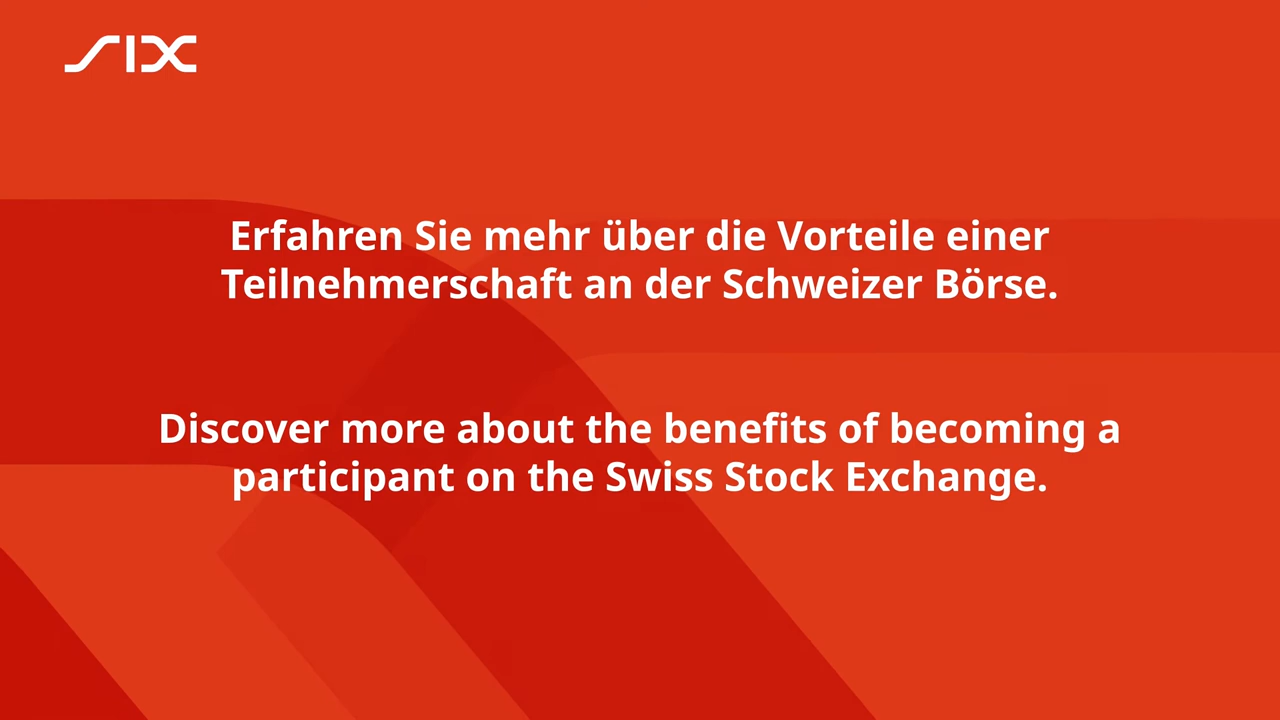 SIX
Erfahren Sie mehr über die Vorteile einer
Teilnehmerschaft an der Schweizer Börse.
Discover more about the benefits of becoming a
participant on the Swiss Stock Exchange.